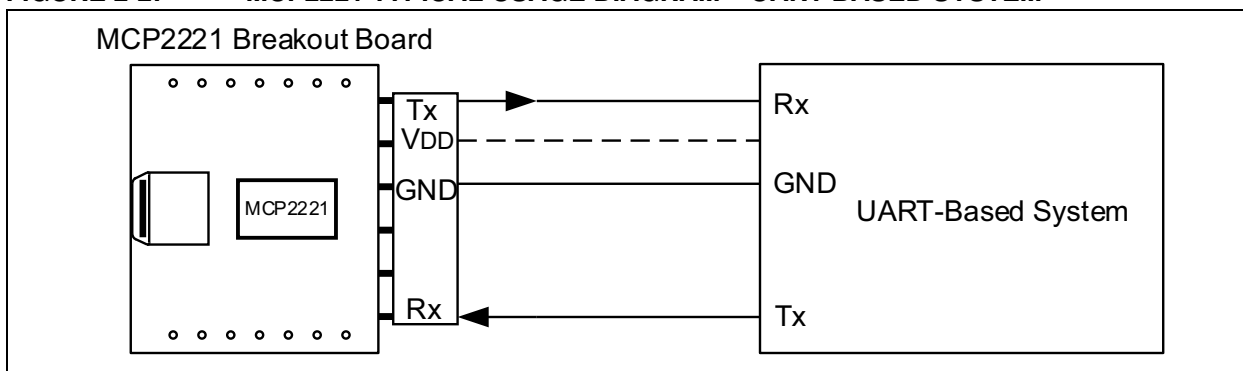 MCP2221 Breakout Board
Tx
VDD
GND
Rx
MCP2221
Rx
GND
UART-Based System
Tx